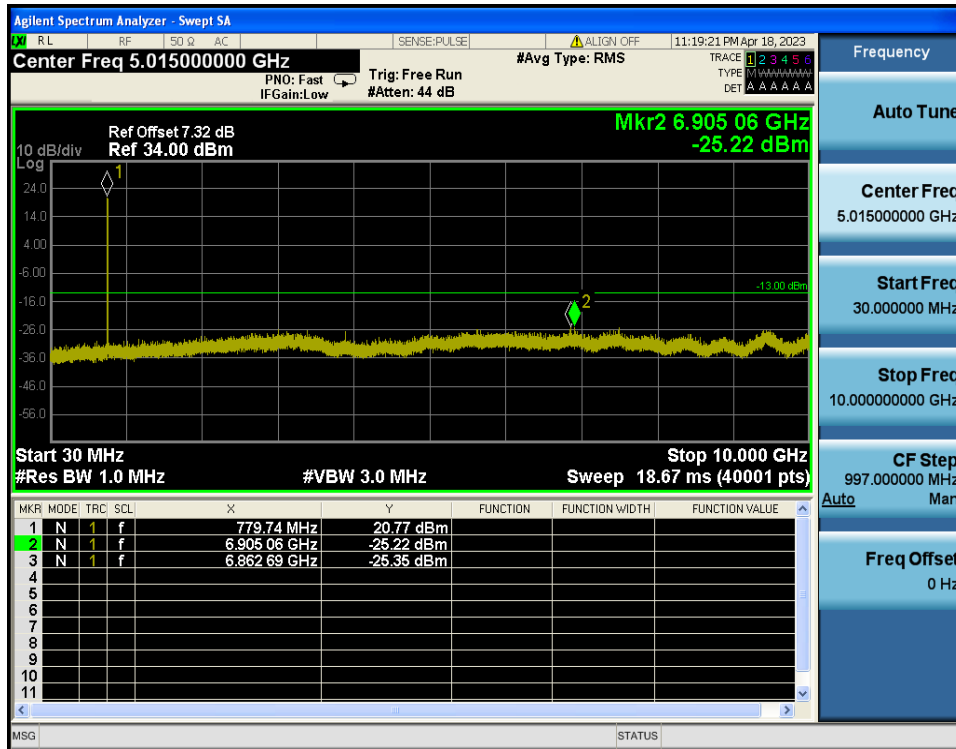 Agilent Spectrum Analyzer - Swept SA
LXI RL RF 50 Ω AC SENSE:PULSE ALIGN OFF 11:19:21 PM Apr 18, 2023
Center Freq 5.015000000 GHz #Avg Type: RMS TRACE 1 2 3 4 5 6
PNO: Fast Trig: Free Run TYPE M WWWWW
IFGain:Low #Atten: 44 dB DET A A A A A A
Mkr2 6.905 06 GHz
-25.22 dBm
Ref Offset 7.32 dB
10 dB/div Ref 34.00 dBm
Log
1
24.0
14.0
4.00
-6.00
-13.00 dBm
-16.0
2
-26.0
-36.0
-46.0
-56.0
Start 30 MHz Stop 10.000 GHz
#Res BW 1.0 MHz #VBW 3.0 MHz Sweep 18.67 ms (40001 pts)
MKR MODE TRC SCL X Y FUNCTION FUNCTION WIDTH FUNCTION VALUE
1 N 1 f 779.74 MHz 20.77 dBm
2 N 1 f 6.905 06 GHz -25.22 dBm
3 N 1 f 6.862 69 GHz -25.35 dBm
4
5
6
7
8
9
10
11
MSG STATUS
Frequency
Auto Tune
Center Freq
5.015000000 GHz
Start Freq
30.000000 MHz
Stop Freq
10.000000000 GHz
CF Step
997.000000 MHz
Auto Man
Freq Offset
0 Hz